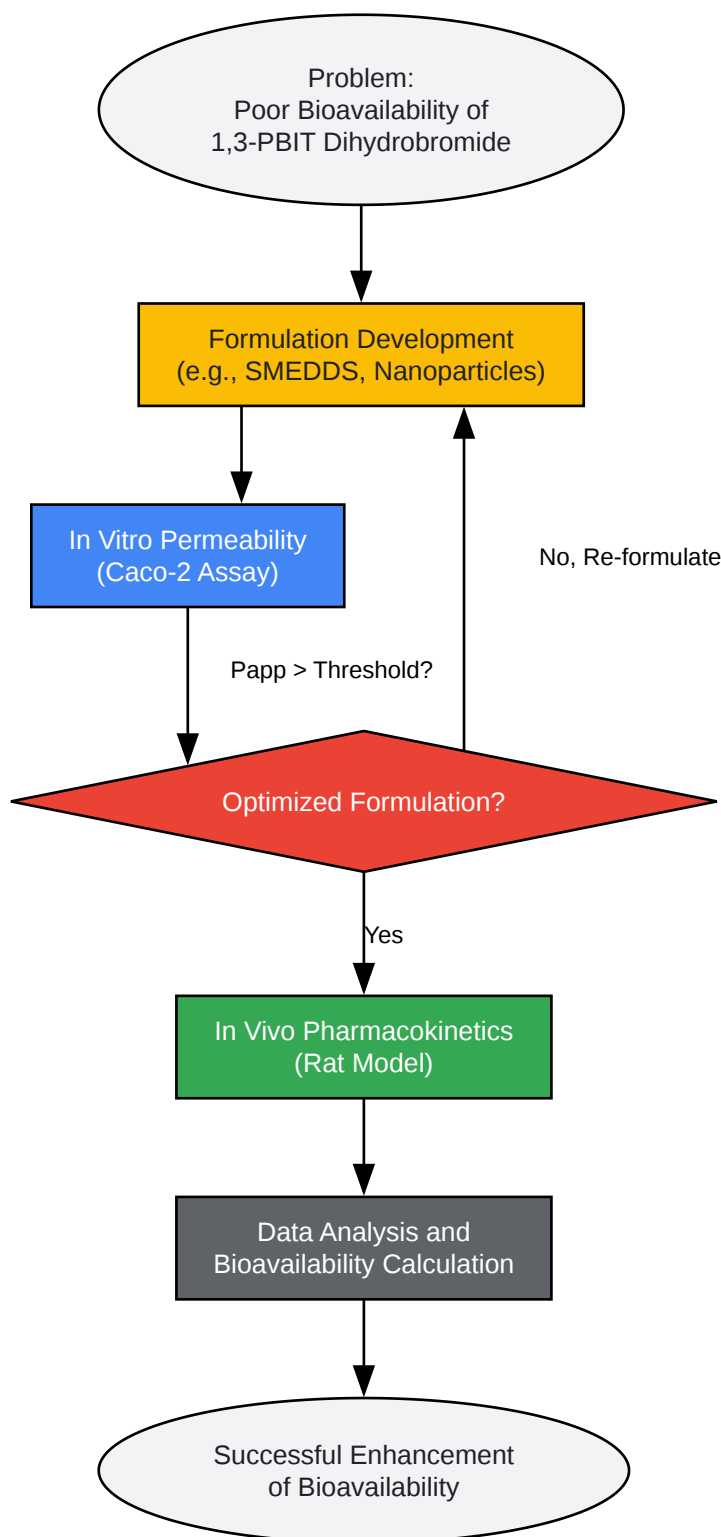 Problem:
Poor Bioavailability of
1,3-PBIT Dihydrobromide
Formulation Development
(e.g., SMEDDS, Nanoparticles)
In Vitro Permeability
(Caco-2 Assay)
No, Re-formulate
Papp > Threshold?
Optimized Formulation?
Yes
In Vivo Pharmacokinetics
(Rat Model)
Data Analysis and
Bioavailability Calculation
Successful Enhancement
of Bioavailability